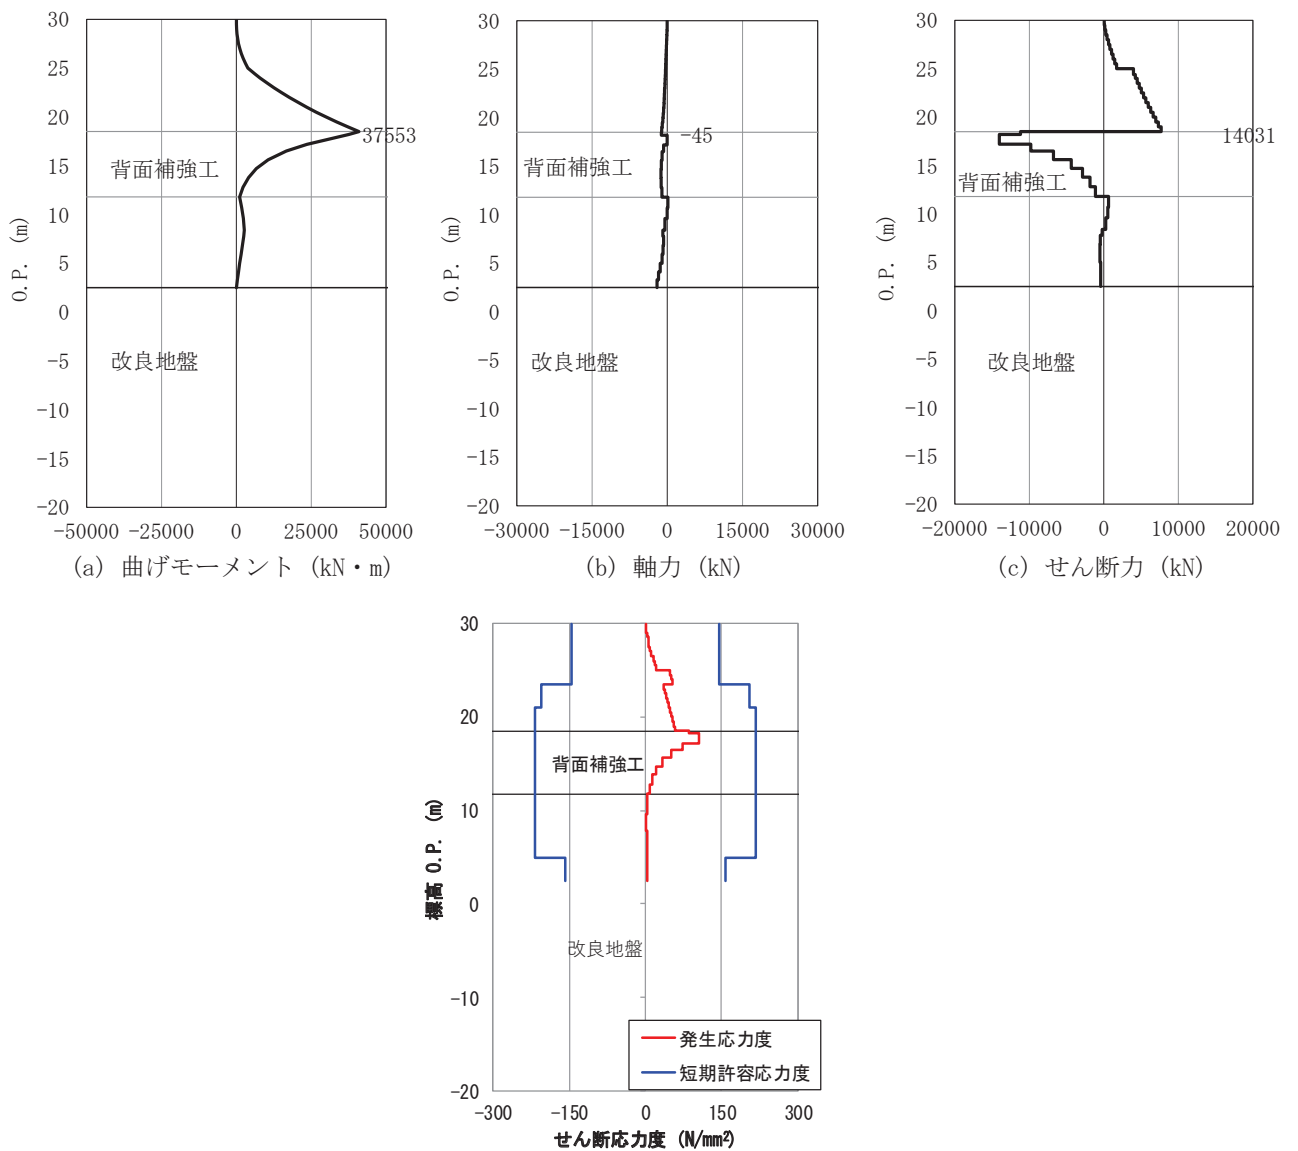 30
25
20
15
10
5
0
−5
−10
−15
−20
O.P. (m)
37553
背面補強工
改良地盤
−50000 −25000 0 25000 50000
(a) 曲げモーメント (kN・m)
30
25
20
15
10
5
0
−5
−10
−15
−20
O.P. (m)
−45
背面補強工
改良地盤
−30000 −15000 0 15000 30000
(b) 軸力 (kN)
30
25
20
15
10
5
0
−5
−10
−15
−20
O.P. (m)
14031
背面補強工
改良地盤
−20000 −10000 0 10000 20000
(c) せん断力 (kN)
30
20
10
0
-10
-20
標高 O.P. (m)
背面補強工
改良地盤
発生応力度
短期許容応力度
-300 -150 0 150 300
せん断応力度 (N/mm²)